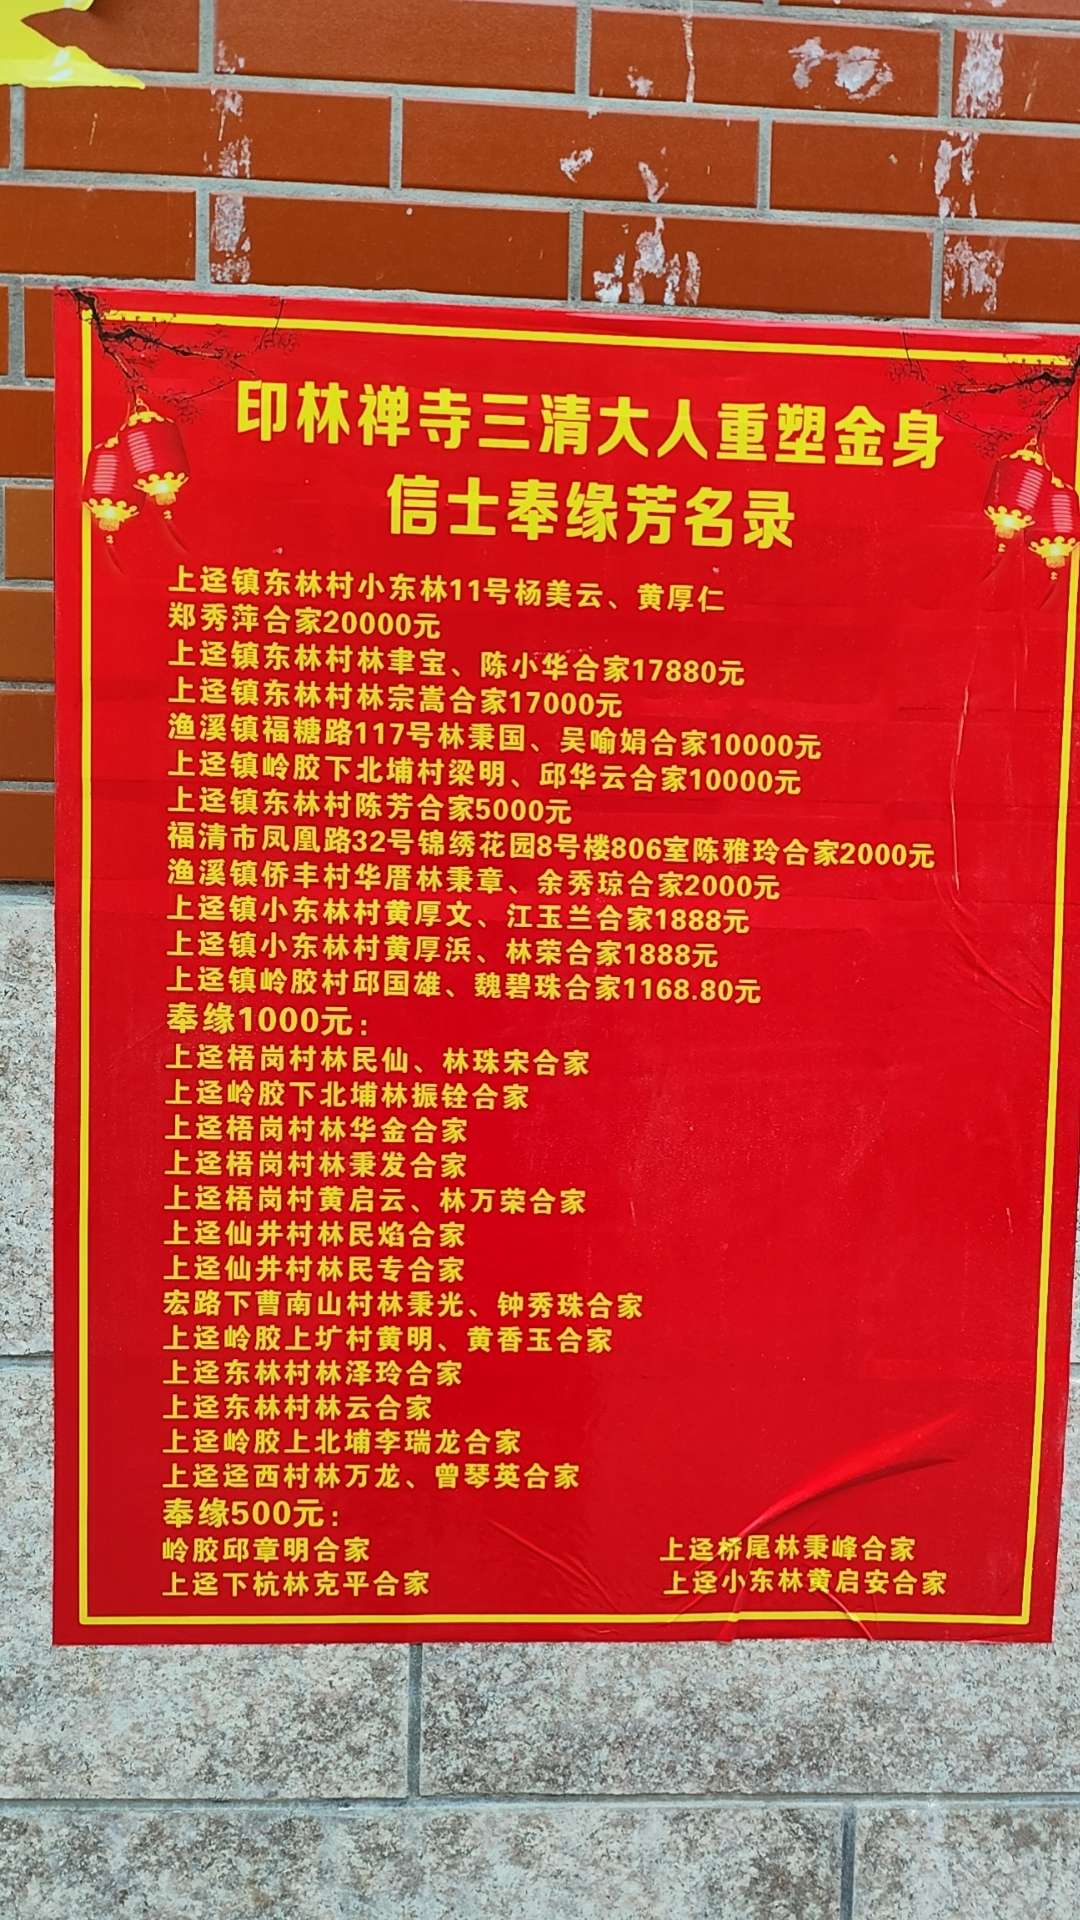 印林禅寺三清大人重塑金身
信士奉缘芳名录
上迳镇东林村小东林11号杨美云、黄厚仁
郑秀萍合家20000元
上迳镇东林村林聿宝、陈小华合家17880元
上迳镇东林村林宗嵩合家17000元
渔溪镇福糖路117号林秉国、吴喻娟合家10000元
上迳镇岭胶下北埔村梁明、邱华云合家10000元
上迳镇东林村陈芳合家5000元
福清市凤凰路32号锦绣花园8号楼806室陈雅玲合家2000元
渔溪镇侨丰村华厝林秉章、余秀琼合家2000元
上迳镇小东林村黄厚文、江玉兰合家1888元
上迳镇小东林村黄厚浜、林荣合家1888元
上迳镇岭胶村邱国雄、魏碧珠合家1168.80元
奉缘1000元：
上迳梧岗村林民仙、林珠宋合家
上迳岭胶下北埔林振铨合家
上迳梧岗村林华金合家
上迳梧岗村林秉发合家
上迳梧岗村黄启云、林万荣合家
上迳仙井村林民焰合家
上迳仙井村林民专合家
宏路下曹南山村林秉光、钟秀珠合家
上迳岭胶上圹村黄明、黄香玉合家
上迳东林村林泽玲合家
上迳东林村林云合家
上迳岭胶上北埔李瑞龙合家
上迳迳西村林万龙、曾琴英合家
奉缘500元：
岭胶邱章明合家 上迳桥尾林秉峰合家
上迳下杭林克平合家 上迳小东林黄启安合家